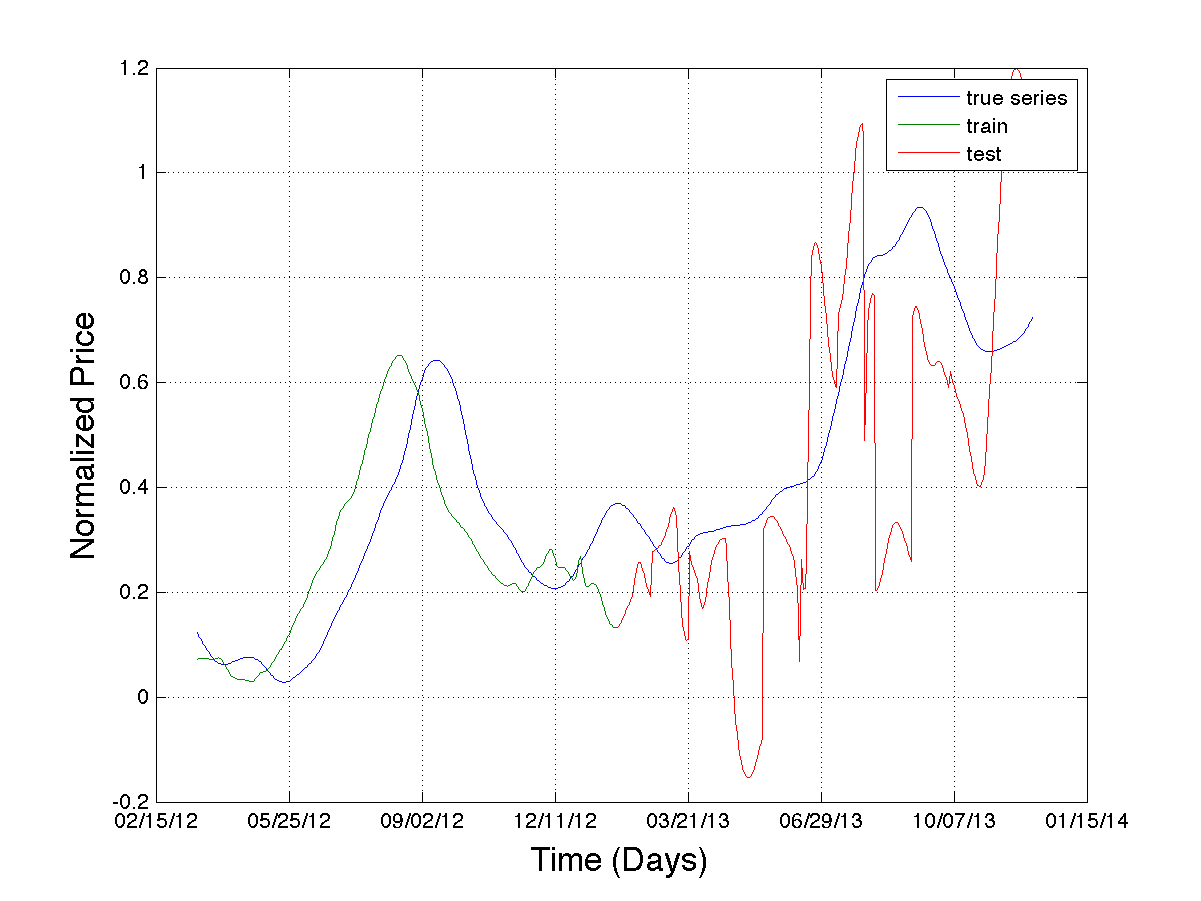 1.2
1
0.8
0.6
0.4
0.2
0
-0.2
Normalized Price
true series
train
test
02/15/12 05/25/12 09/02/12 12/11/12 03/21/13 06/29/13 10/07/13 01/15/14
Time (Days)